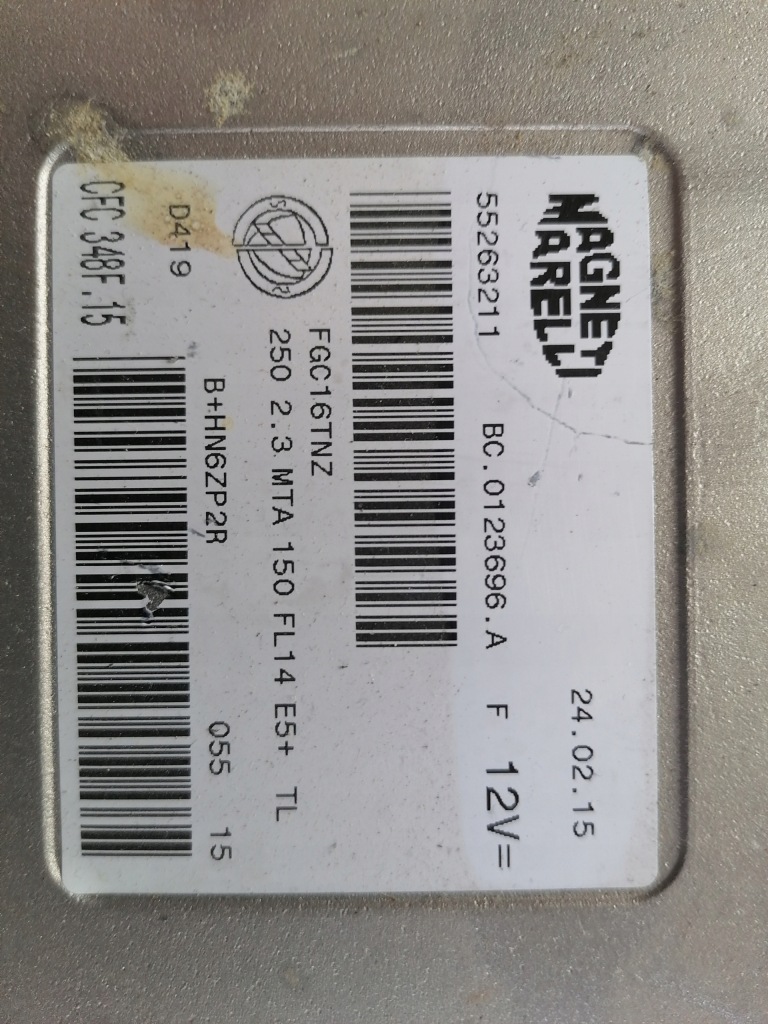 MAGNETI
MARELLI
24.02.15
55263211 BC.0123696.A F 12V=
FGC16TNZ
250 2.3 MTA 150 FL14 E5+ TL
B+HN6ZP2R 055 15
D419
CFC 348F.15